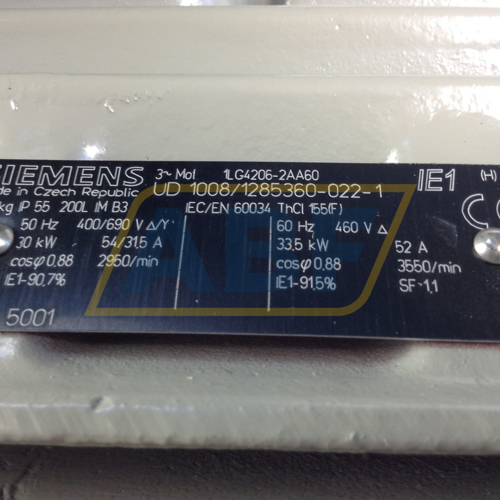 SIEMENS 3~ Mot 1LG4206-2AA60 IE1 (H)
de in Czech Republic UD 1008/1285360-022-1
kg IP 55 200L IM B3 IEC/EN 60034 ThCl 155(F)
50 Hz 400/690 V Δ/Y 60 Hz 460 V Δ
30 kW 54/31.5 A 33.5 kW 52 A
cosφ 0,88 2950/min cosφ 0,88 3550/min
IE1-90,7% IE1-91,5% SF 1,1
5001
ABF